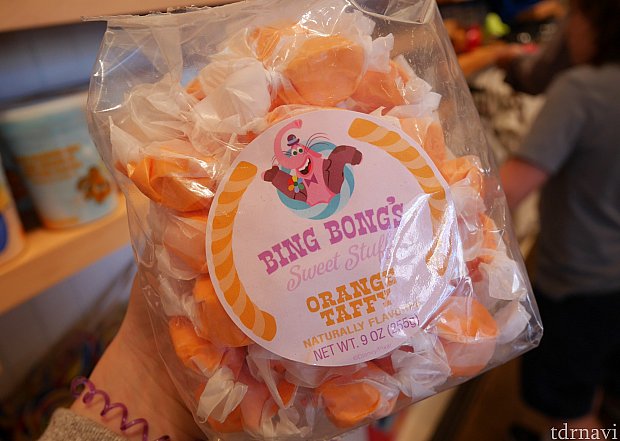 BING BONG'S
Sweet Stuff
ORANGE
TAFFY
NATURALLY FLAVORED
NET WT. 9 OZ (255g)
tdrnavi